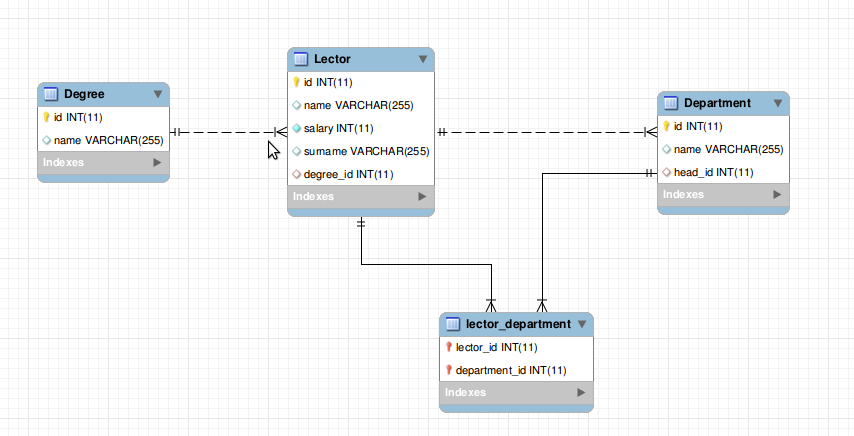 Degree
id INT(11)
name VARCHAR(255)
Indexes
Lector
id INT(11)
name VARCHAR(255)
salary INT(11)
surname VARCHAR(255)
degree_id INT(11)
Indexes
Department
id INT(11)
name VARCHAR(255)
head_id INT(11)
Indexes
lector_department
lector_id INT(11)
department_id INT(11)
Indexes